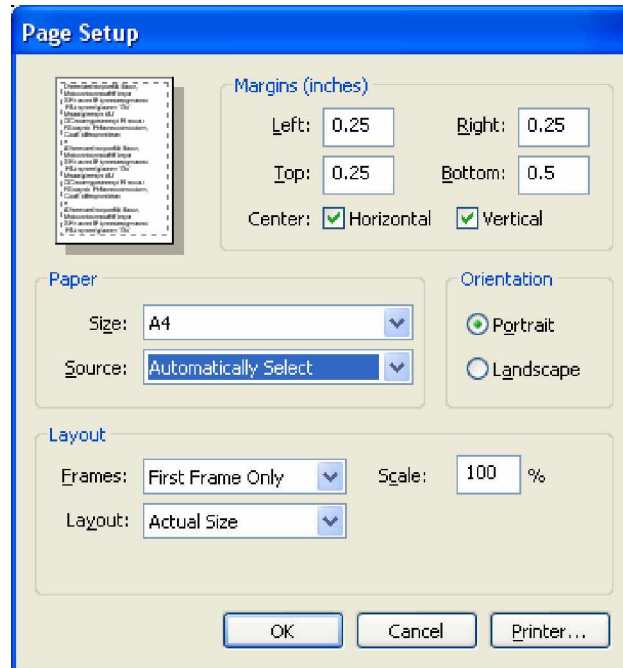 Page Setup
Margins (inches)
Left: 0.25 Right: 0.25
Top: 0.25 Bottom: 0.5
Center: Horizontal Vertical
Paper
Size: A4
Source: Automatically Select
Orientation
Portrait
Landscape
Layout
Frames: First Frame Only Scale: 100 %
Layout: Actual Size
OK Cancel Printer...